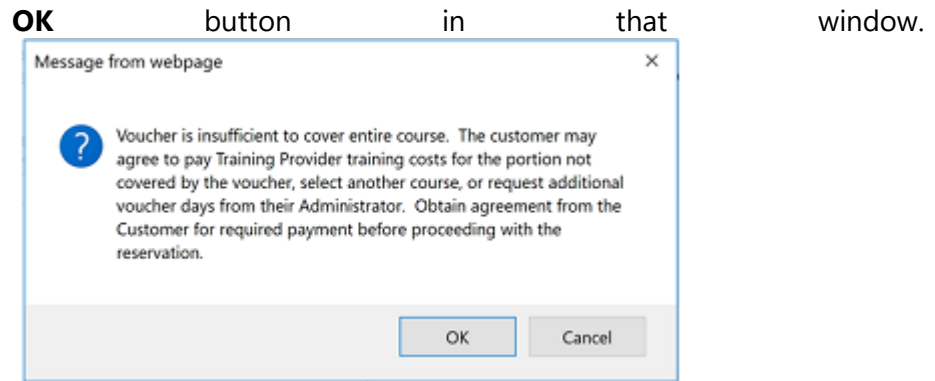 OK button in that window.
Message from webpage
Voucher is insufficient to cover entire course. The customer may
agree to pay Training Provider training costs for the portion not
covered by the voucher, select another course, or request additional
voucher days from their Administrator. Obtain agreement from the
Customer for required payment before proceeding with the
reservation.
OK Cancel